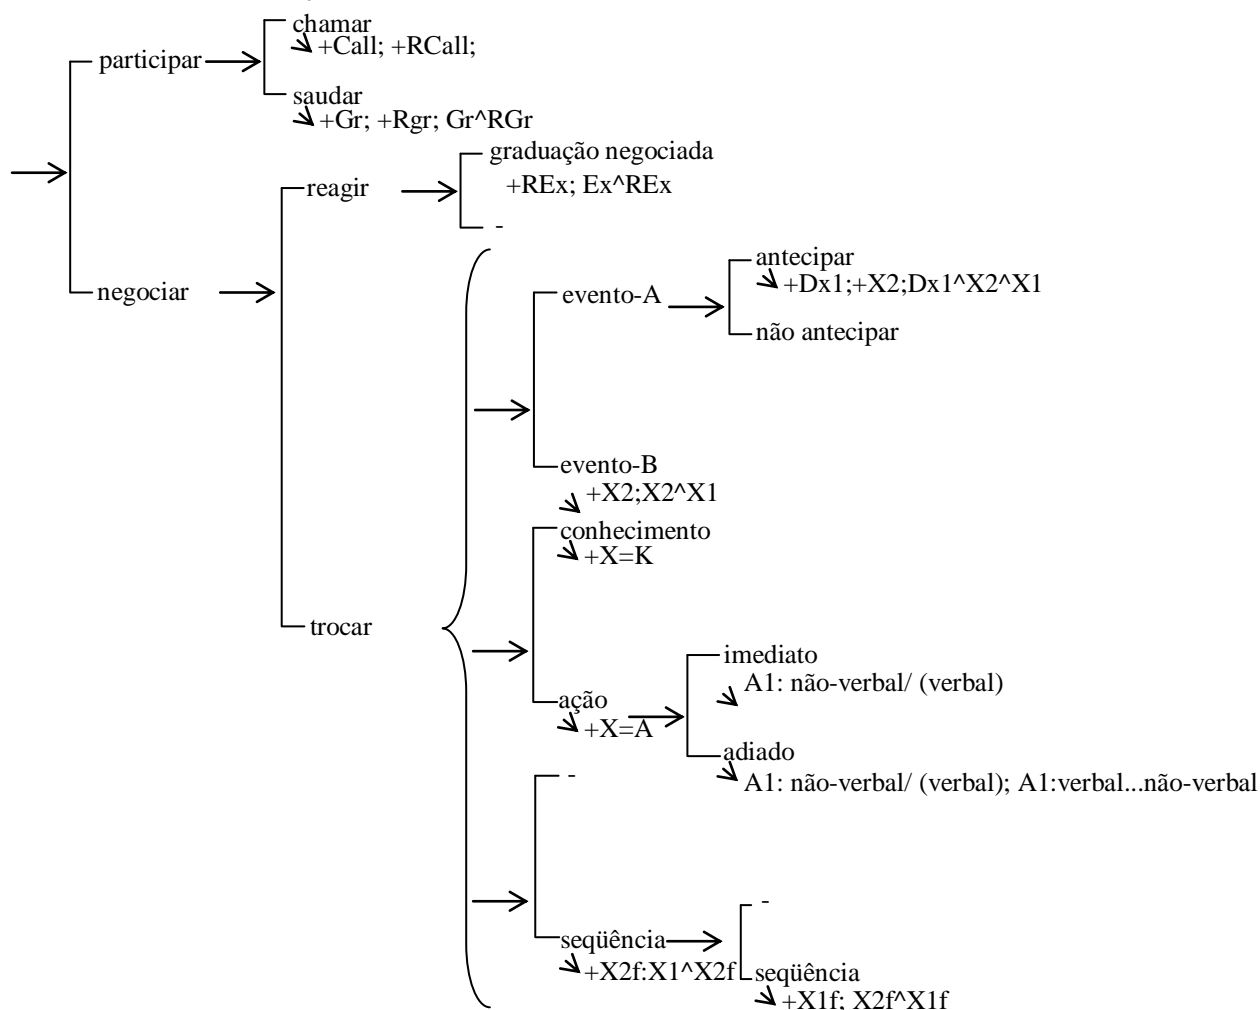 chamar
+Call; +RCall;
participar
saudar
+Gr; +Rgr; Gr^RGr
graduação negociada
+REx; Ex^REx
reagir
-
antecipar
+Dx1;+X2;Dx1^X2^X1
negociar
evento-A
não antecipar
evento-B
+X2;X2^X1
conhecimento
+X=K
trocar
imediato
A1: não-verbal/ (verbal)
ação
+X=A
adiado
A1: não-verbal/ (verbal); A1:verbal...não-verbal
-
-
seqüência
+X2f:X1^X2f
seqüência
+X1f; X2f^X1f